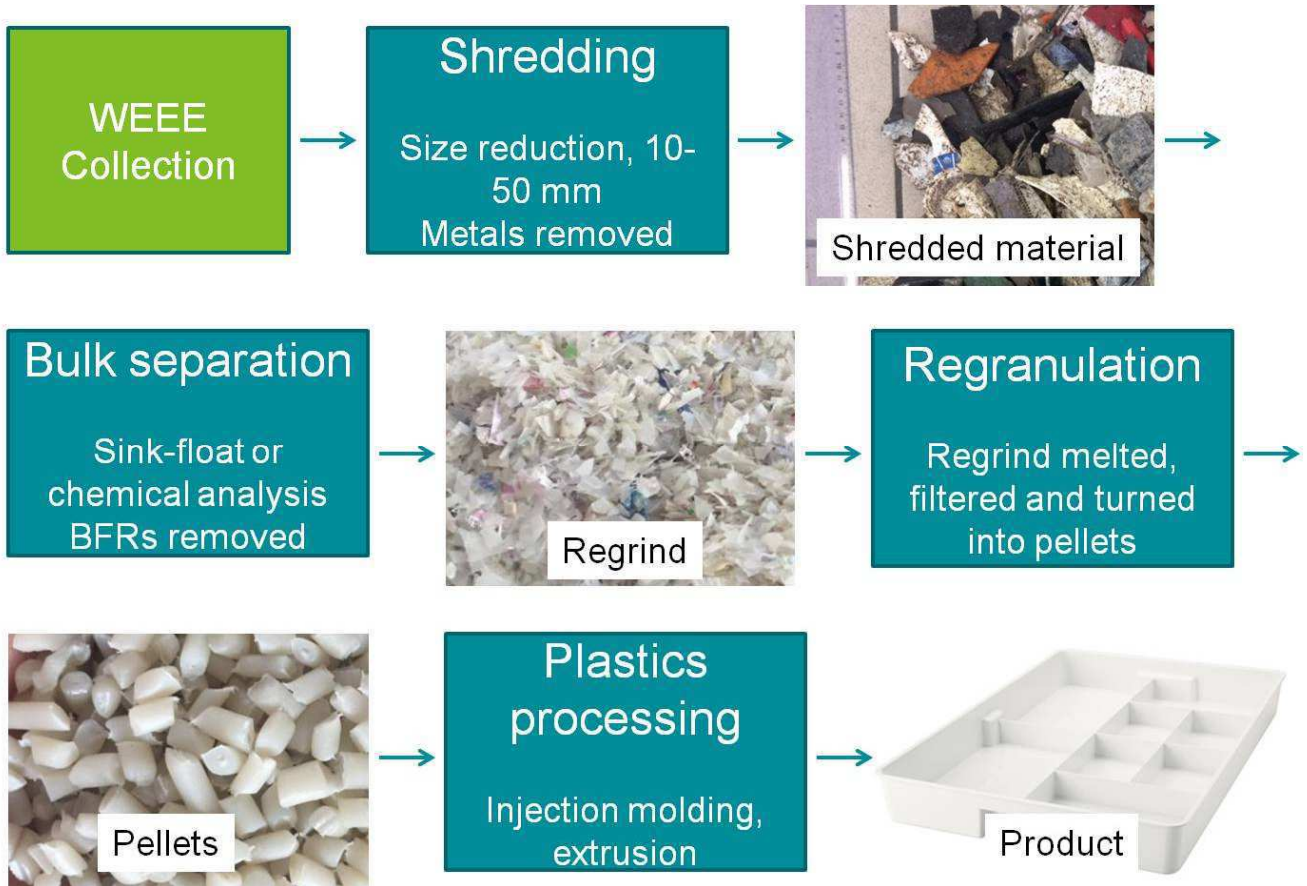 WEEE
Collection
Shredding
Size reduction, 10-
50 mm
Metals removed
Shredded material
Bulk separation
Sink-float or
chemical analysis
BFRs removed
Regrind
Regranulation
Regrind melted,
filtered and turned
into pellets
Pellets
Plastics
processing
Injection molding,
extrusion
Product